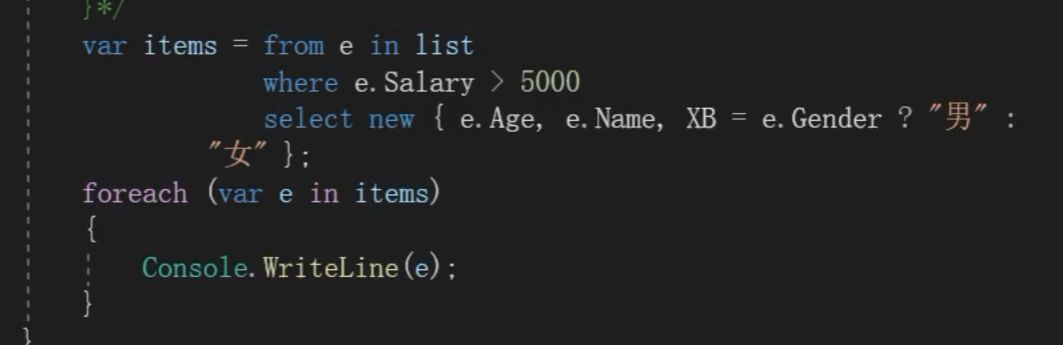 }*/
var items = from e in list
where e.Salary > 5000
select new { e.Age, e.Name, XB = e.Gender ? "男" :
"女" };
foreach (var e in items)
{
Console.WriteLine(e);
}
}